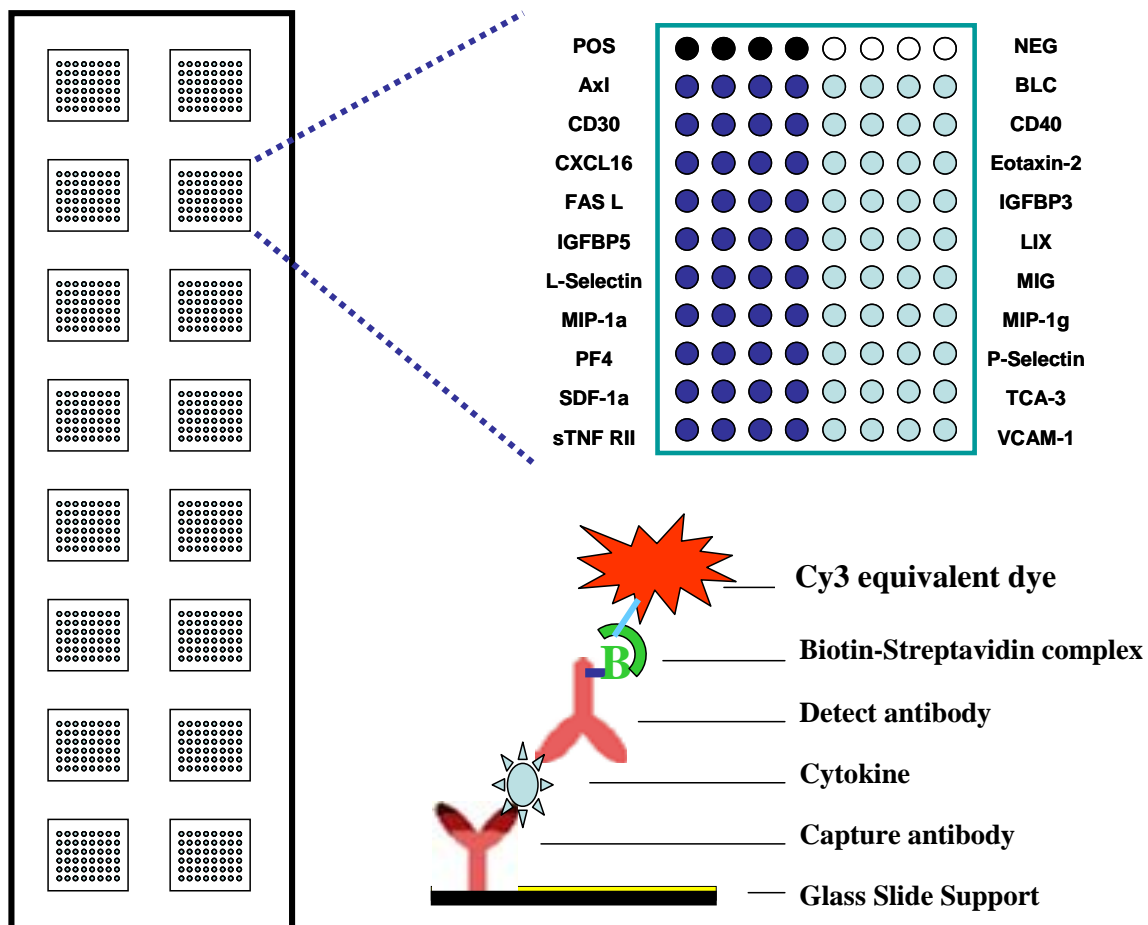 POS NEG
Axl BLC
CD30 CD40
CXCL16 Eotaxin-2
FAS L IGFBP3
IGFBP5 LIX
L-Selectin MIG
MIP-1a MIP-1g
PF4 P-Selectin
SDF-1a TCA-3
sTNF RII VCAM-1
Cy3 equivalent dye
B
Biotin-Streptavidin complex
Detect antibody
Cytokine
Capture antibody
Glass Slide Support